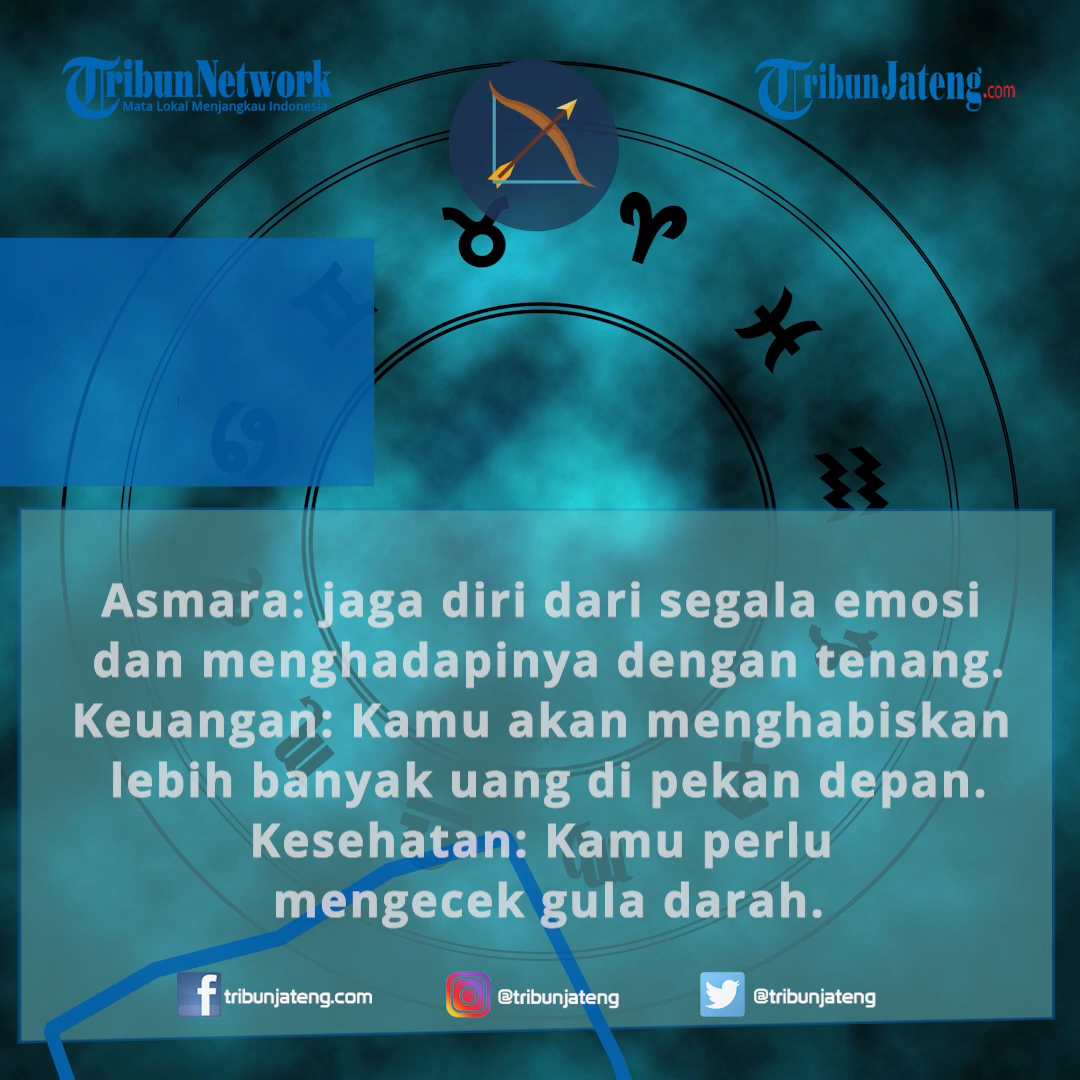 TribunNetwork
Mata Lokal Menjangkau Indonesia
TribunJateng.com
Asmara: jaga diri dari segala emosi
dan menghadapinya dengan tenang.
Keuangan: Kamu akan menghabiskan
lebih banyak uang di pekan depan.
Kesehatan: Kamu perlu
mengecek gula darah.
tribunjateng.com
@tribunjateng
@tribunjateng